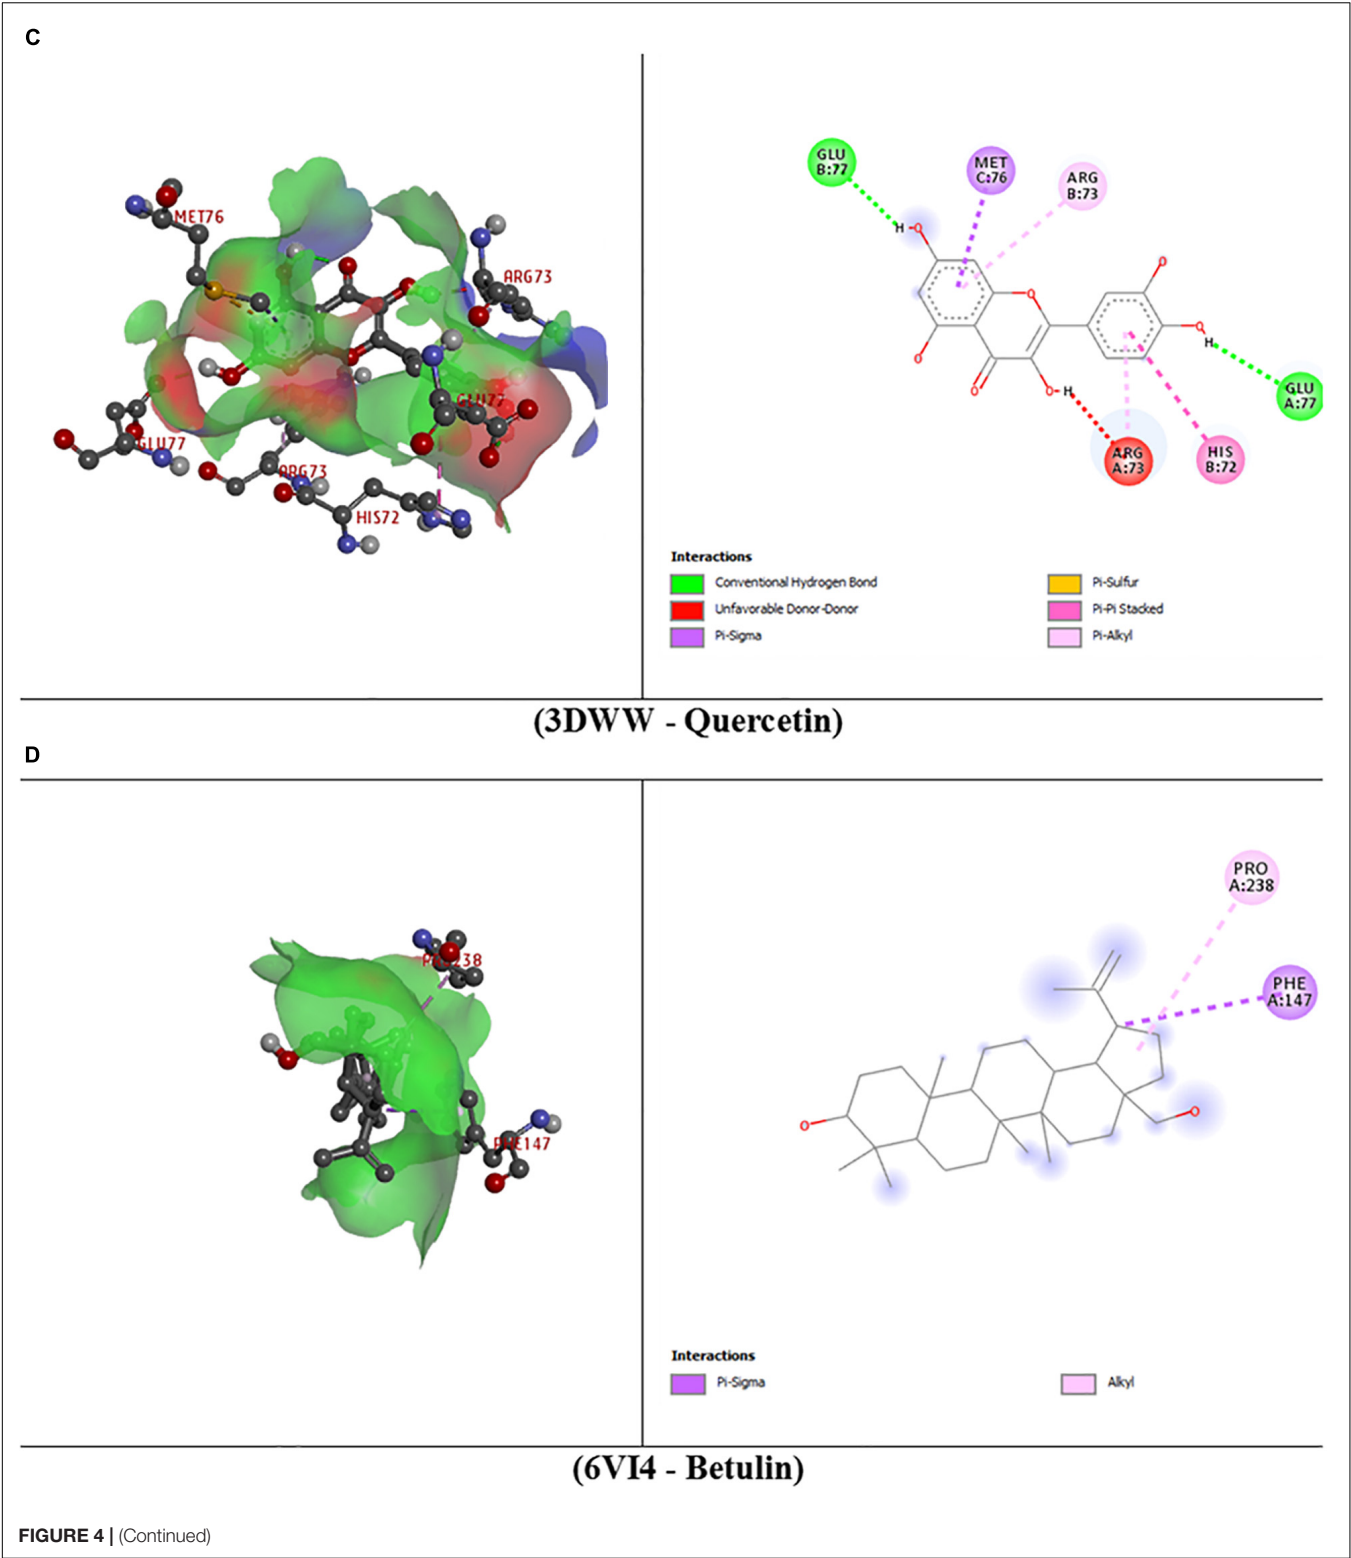 C
MET76
ARG73
GLU77
GLU77
ARG73
HIS72
GLU
B:77
MET
C:76
ARG
B:73
H-O
O
O
O
O
H
O
O-H
GLU
A:77
ARG
A:73
HIS
B:72
Interactions
Conventional Hydrogen Bond
Unfavorable Donor-Donor
Pi-Sigma
Pi-Sulfur
Pi-Pi Stacked
Pi-Alkyl
(3DWW - Quercetin)
D
PHE147
PRO
A:238
PHE
A:147
O
O
Interactions
Pi-Sigma
Alkyl
(6VI4 - Betulin)
FIGURE 4 | (Continued)